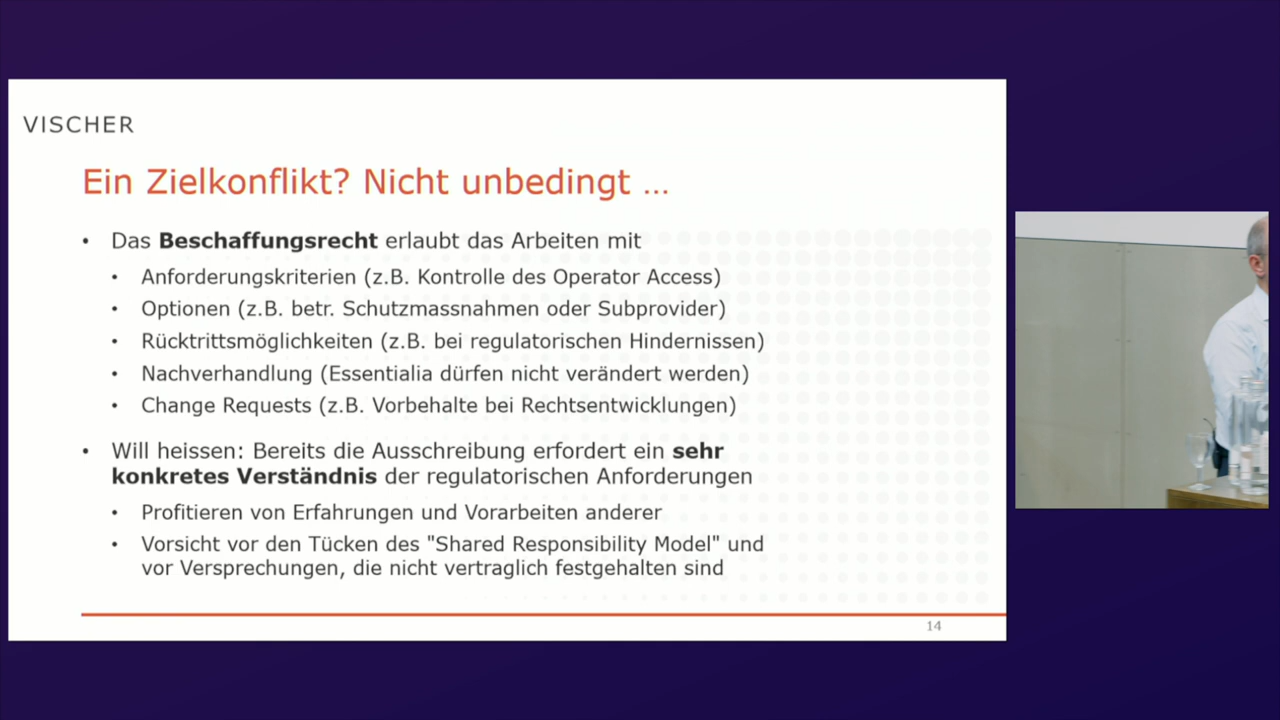 VISCHER
Ein Zielkonflikt? Nicht unbedingt ...
• Das Beschaffungsrecht erlaubt das Arbeiten mit
• Anforderungskriterien (z.B. Kontrolle des Operator Access)
• Optionen (z.B. betr. Schutzmassnahmen oder Subprovider)
• Rücktrittsmöglichkeiten (z.B. bei regulatorischen Hindernissen)
• Nachverhandlung (Essentialia dürfen nicht verändert werden)
• Change Requests (z.B. Vorbehalte bei Rechtsentwicklungen)
• Will heissen: Bereits die Ausschreibung erfordert ein sehr
konkretes Verständnis der regulatorischen Anforderungen
• Profitieren von Erfahrungen und Vorarbeiten anderer
• Vorsicht vor den Tücken des "Shared Responsibility Model" und
vor Versprechungen, die nicht vertraglich festgehalten sind
14